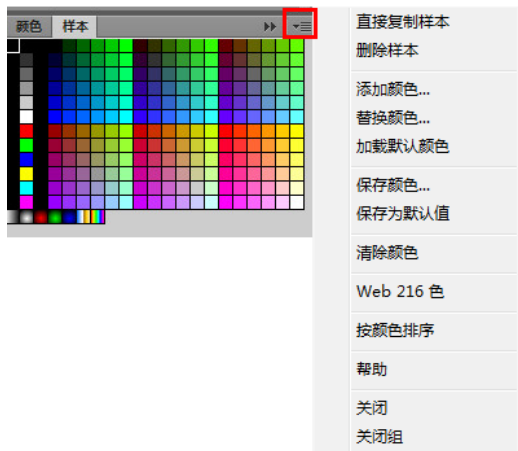 颜色 样本
直接复制样本
删除样本
添加颜色...
替换颜色...
加载默认颜色
保存颜色...
保存为默认值
清除颜色
Web 216 色
按颜色排序
帮助
关闭
关闭组